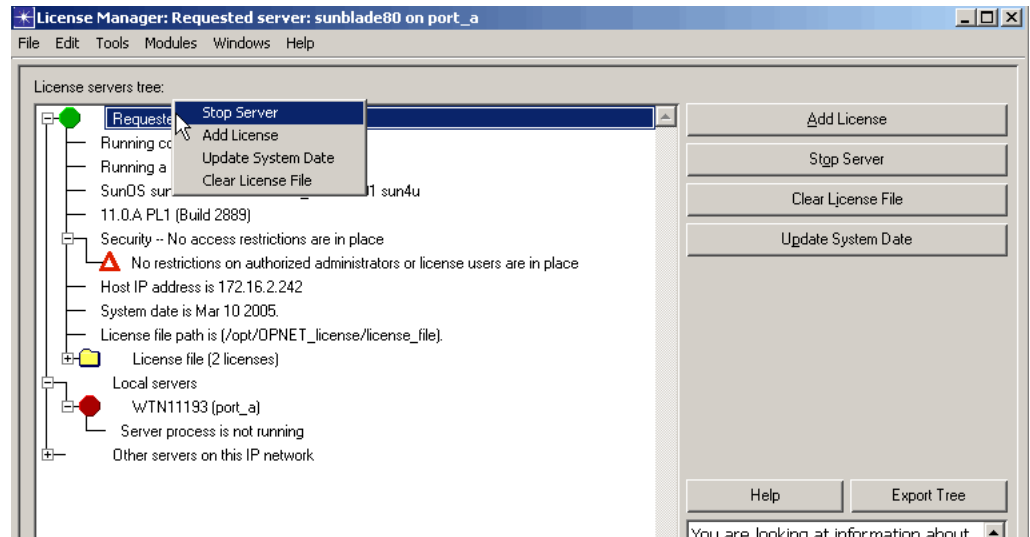 License Manager: Requested server: sunblade80 on port_a
File Edit Tools Modules Windows Help
License servers tree:
Stop Server
Add License
Update System Date
Clear License File
Running
Running a
SunOS 01 sun4u
11.0.A PL1 (Build 2889)
Security -- No access restrictions are in place
No restrictions on authorized administrators or license users are in place
Host IP address is 172.16.2.242
System date is Mar 10 2005.
License file path is (/opt/OPNET_license/license_file).
License file (2 licenses)
Local servers
WTN11193 (port_a)
Server process is not running
Other servers on this IP network
Add License
Stop Server
Clear License File
Update System Date
Help Export Tree
You are looking at information about